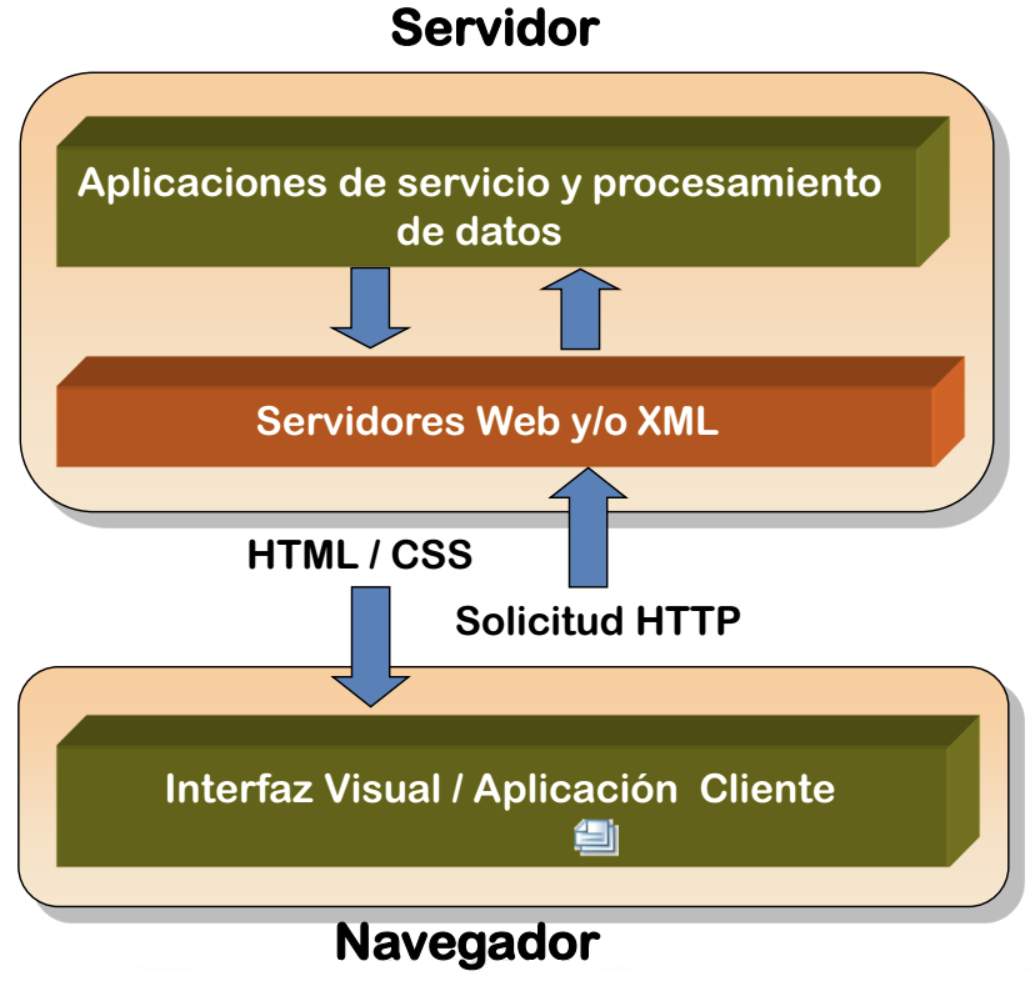 Servidor
Aplicaciones de servicio y procesamiento
de datos
Servidores Web y/o XML
HTML / CSS
Solicitud HTTP
Interfaz Visual / Aplicación Cliente
Navegador